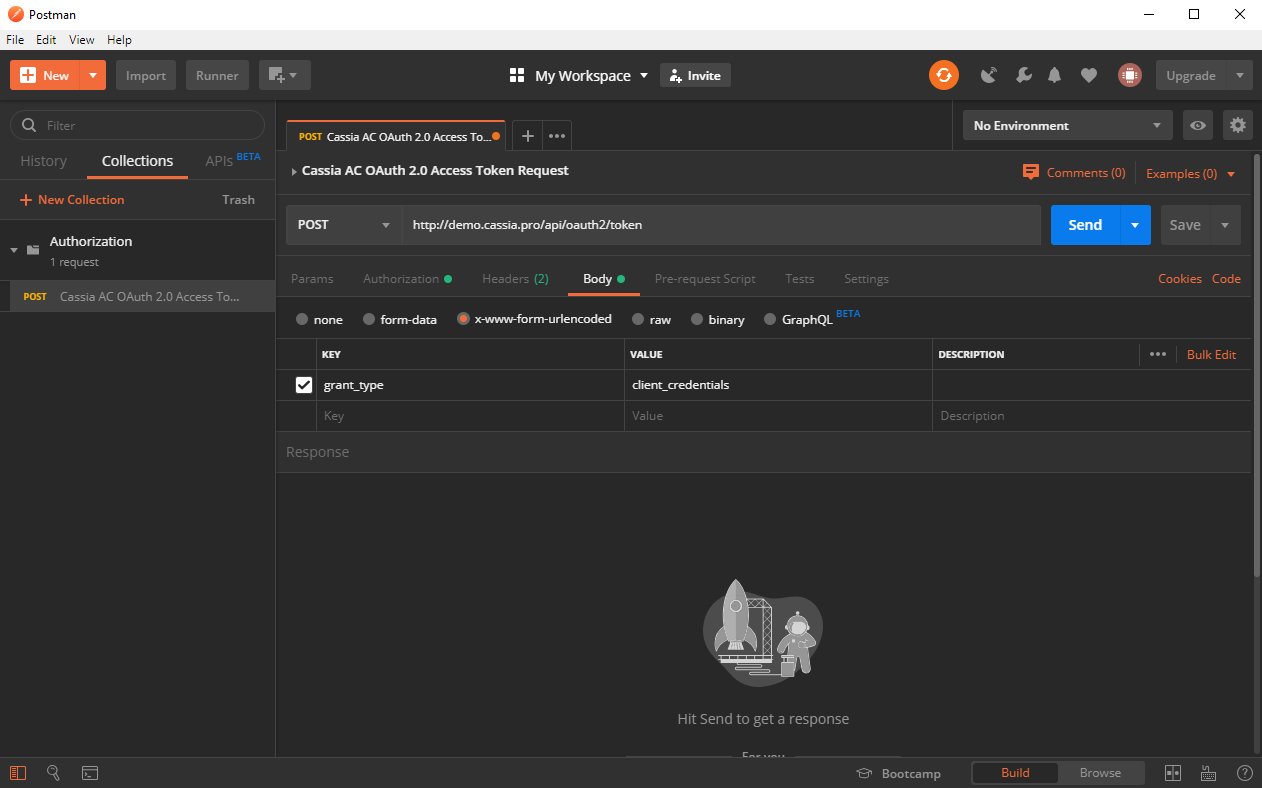 Postman
File Edit View Help
New Import Runner My Workspace Invite Upgrade
Filter
History Collections APIs BETA
New Collection Trash
Authorization
1 request
POST Cassia AC OAuth 2.0 Access To...
POST Cassia AC OAuth 2.0 Access To... No Environment
Cassia AC OAuth 2.0 Access Token Request Comments (0) Examples (0)
POST http://demo.cassia.pro/api/oauth2/token Send Save
Params Authorization Headers (2) Body Pre-request Script Tests Settings Cookies Code
none form-data x-www-form-urlencoded raw binary GraphQL BETA
KEY VALUE DESCRIPTION Bulk Edit
grant_type client_credentials
Key Value Description
Response
Hit Send to get a response
For you
Bootcamp Build Browse